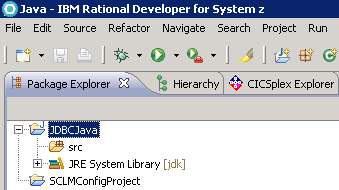 Java - IBM Rational Developer for System z
File Edit Source Refactor Navigate Search Project Run
Package Explorer Hierarchy CICSplex Explorer
JDBCJava
src
JRE System Library [jdk]
SCLMConfigProject